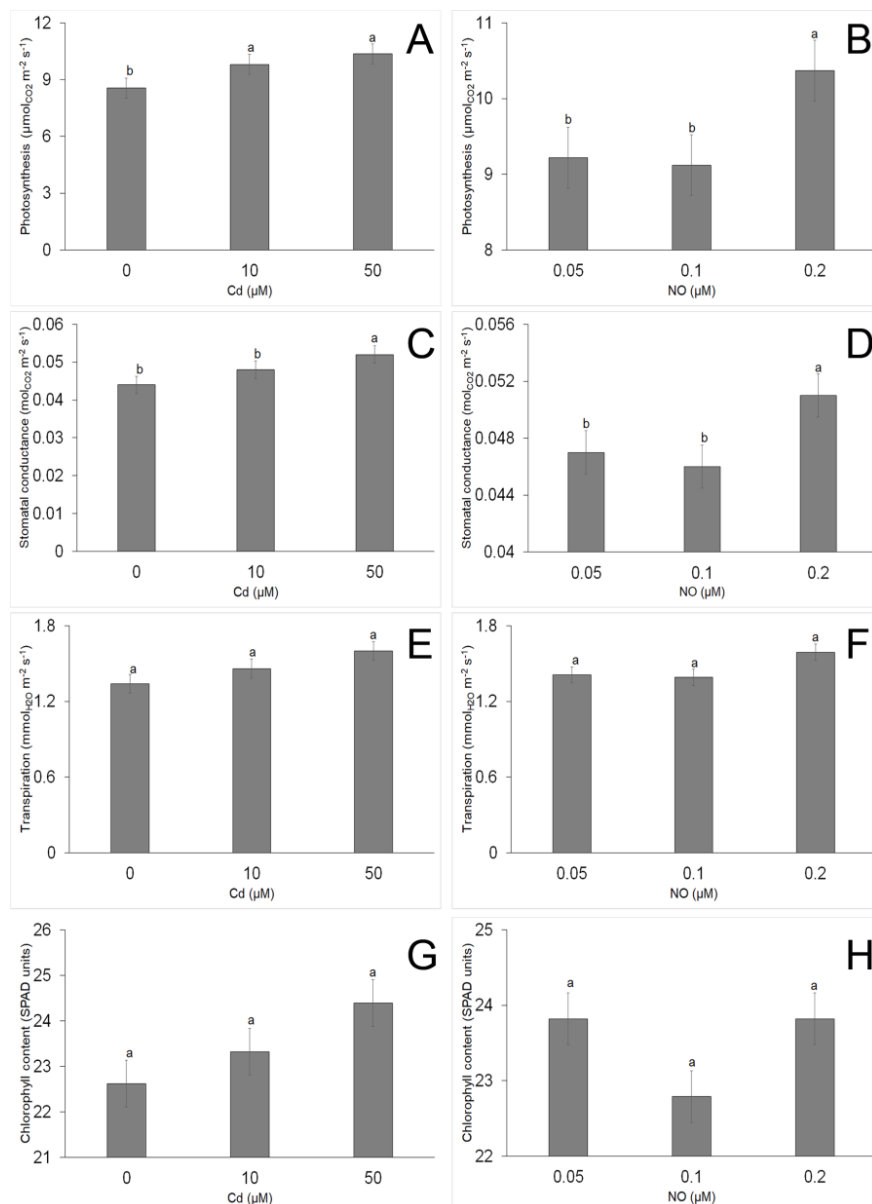 A
Photosynthesis (µmolCO2 m-2 s-1)
12
9
6
3
0
b
a
a
0
10
50
Cd (µM)
B
11
10
9
8
b
b
a
0.05
0.1
0.2
NO (µM)
C
Stomatal conductance (molCO2 m-2 s-1)
0.06
0.05
0.04
0.03
0.02
0.01
0
b
b
a
0
10
50
Cd (µM)
D
Stomatal conductance (molCO2 m-2 s-1)
0.056
0.052
0.048
0.044
0.04
b
b
a
0.05
0.1
0.2
NO (µM)
E
Transpiration (mmolH2O m-2 s-1)
1.8
1.2
0.6
0
a
a
a
0
10
50
Cd (µM)
F
Transpiration (mmolH2O m-2 s-1)
1.8
1.2
0.6
0
a
a
a
0.05
0.1
0.2
NO (µM)
G
Chlorophyll content (SPAD units)
26
25
24
23
22
21
a
a
a
0
10
50
Cd (µM)
H
Chlorophyll content (SPAD units)
25
24
23
22
a
a
a
0.05
0.1
0.2
NO (µM)
Photosynthesis (µmolCO2 m-2 s-1)